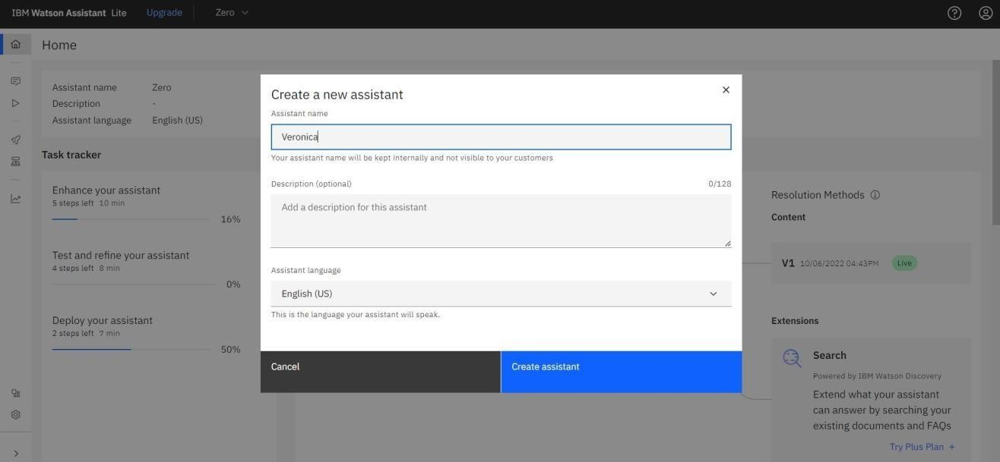 IBM Watson Assistant Lite Upgrade Zero
Home
Assistant name Zero
Description -
Assistant language English (US)
Task tracker
Enhance your assistant
5 steps left 10 min
16%
Test and refine your assistant
4 steps left 8 min
0%
Deploy your assistant
2 steps left 7 min
50%
Create a new assistant
Assistant name
Veronica
Your assistant name will be kept internally and not visible to your customers
Description (optional) 0/128
Add a description for this assistant
Assistant language
English (US)
This is the language your assistant will speak.
Cancel Create assistant
Resolution Methods
Content
V1 10/06/2022 04:43PM Live
Extensions
Search
Powered by IBM Watson Discovery
Extend what your assistant
can answer by searching your
existing documents and FAQs
Try Plus Plan +